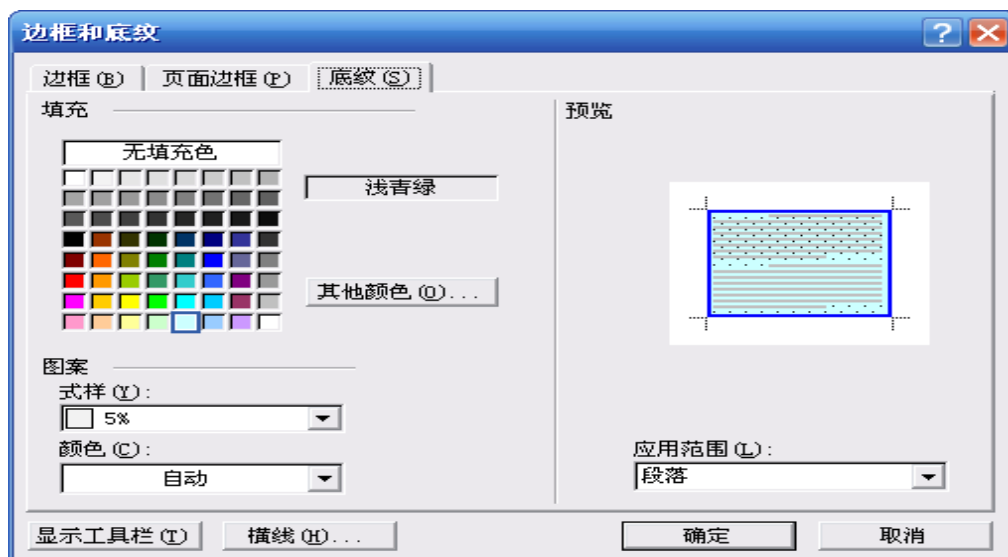 边框和底纹
边框(B) 页面边框(P) 底纹(S)
填充
无填充色
浅青绿
其他颜色(O)...
图案
式样(Y):
5%
颜色(C):
自动
预览
应用范围(L):
段落
显示工具栏(T) 横线(H)... 确定 取消